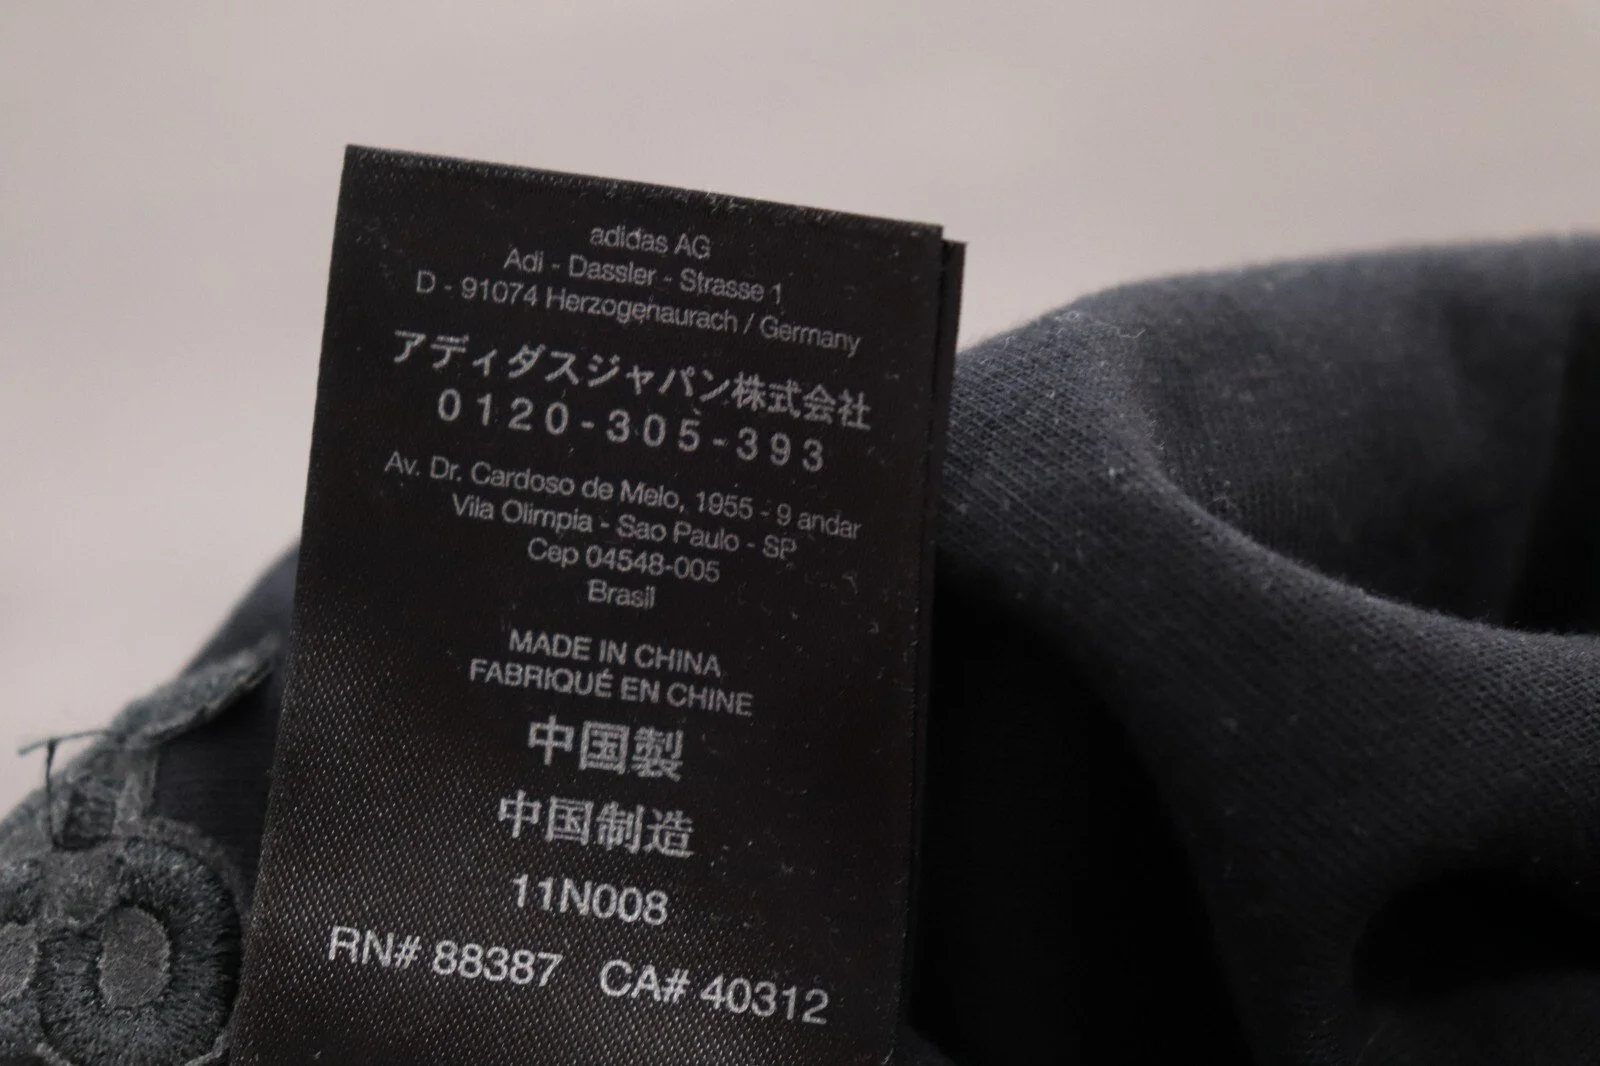 adidas AG
Adi - Dassler - Strasse 1
D - 91074 Herzogenaurach / Germany
アディダスジャパン株式会社
0120-305-393
Av. Dr. Cardoso de Melo, 1955 - 9 andar
Vila Olimpia - Sao Paulo - SP
Cep 04548-005
Brasil
MADE IN CHINA
FABRIQUÉ EN CHINE
中国製
中国制造
11N008
RN# 88387 CA# 40312